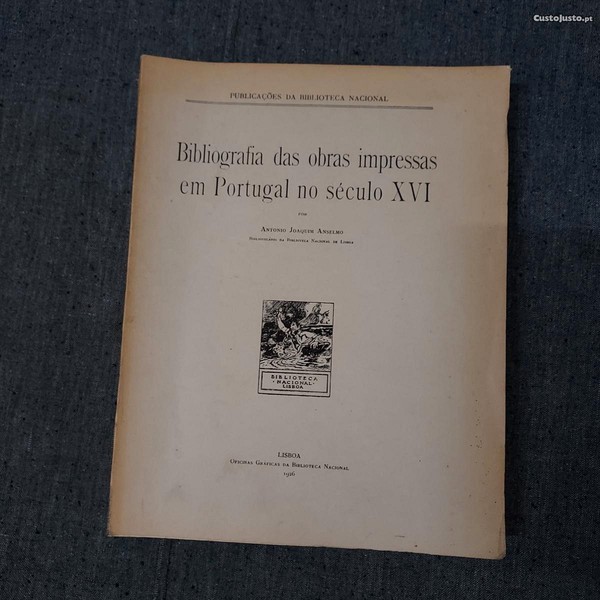 CustoJusto.pt
PUBLICAÇÕES DA BIBLIOTECA NACIONAL
Bibliografia das obras impressas
em Portugal no século XVI
POR
ANTONIO JOAQUIM ANSELMO
BIBLIOTECÁRIO DA BIBLIOTECA NACIONAL DE LISBOA
BIBLIOTECA
·NACIONAL·
LISBOA
LISBOA
OFICINAS GRÁFICAS DA BIBLIOTECA NACIONAL
1926